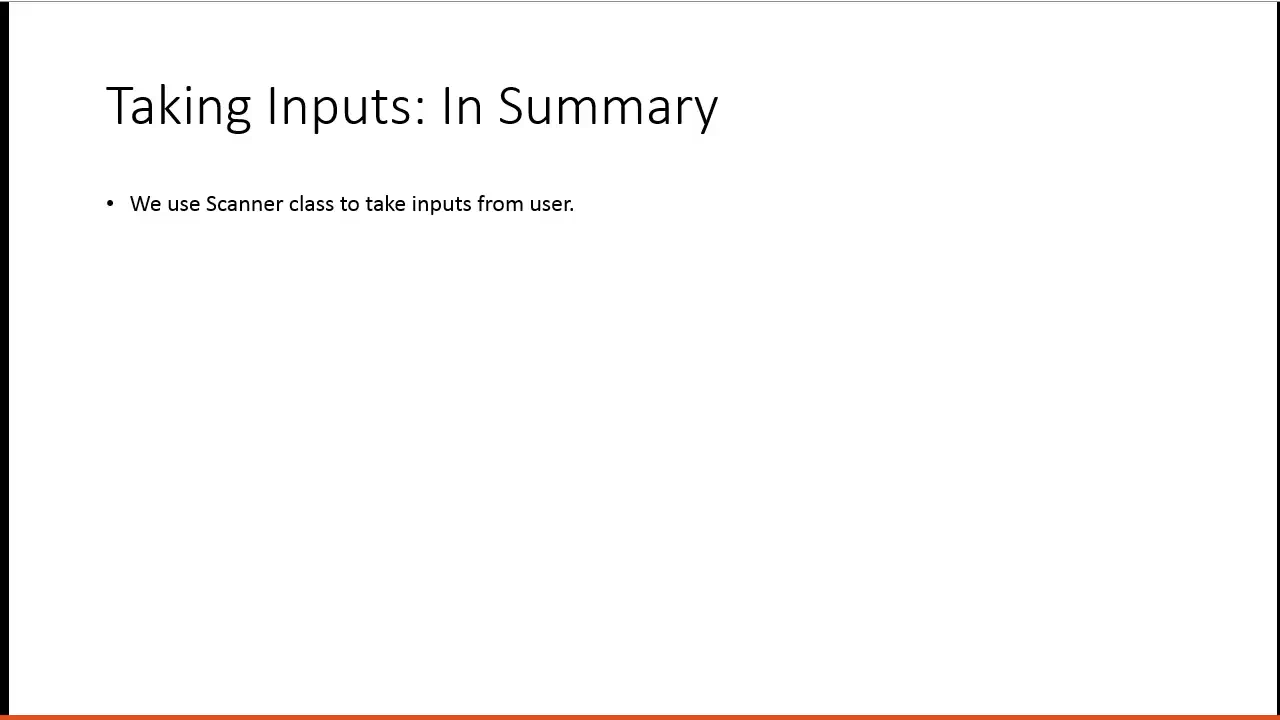 Taking Inputs: In Summary
• We use Scanner class to take inputs from user.